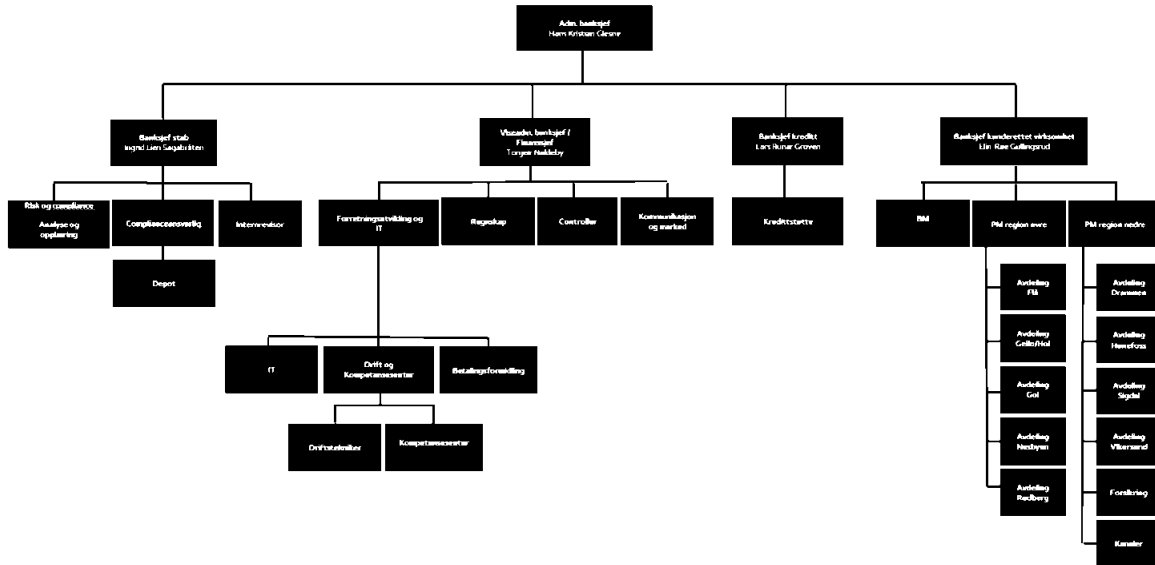 Adm. banksjef
Hans Kristian Glesne
Banksjef stab
Ingrid Lien Sagabråten
Viseadm. banksjef /
Finanssjef
Tonjer Nakleby
Banksjef kreditt
Lars Runar Groven
Banksjef kunderettet virksomhet
Elin Rae Gullingsrud
Risk og compliance
Analyse og
opplæring
Complianceansvarlig
Internrevisor
Forretningsutvikling og
IT
Regnskap
Controller
Kommunikasjon
og marked
Kredittstøtte
BM
PM region øvre
PM region nedre
Depot
Avdeling
Flå
Avdeling
Drammen
Avdeling
Geilo/Hol
Avdeling
Hønefoss
IT
Drift og
Kompetansesenter
Betalingsformidling
Avdeling
Gol
Avdeling
Sigdal
Driftstekniker
Kompetansesenter
Avdeling
Nesbyen
Avdeling
Vikersund
Avdeling
Rødberg
Forsikring
Kanaler